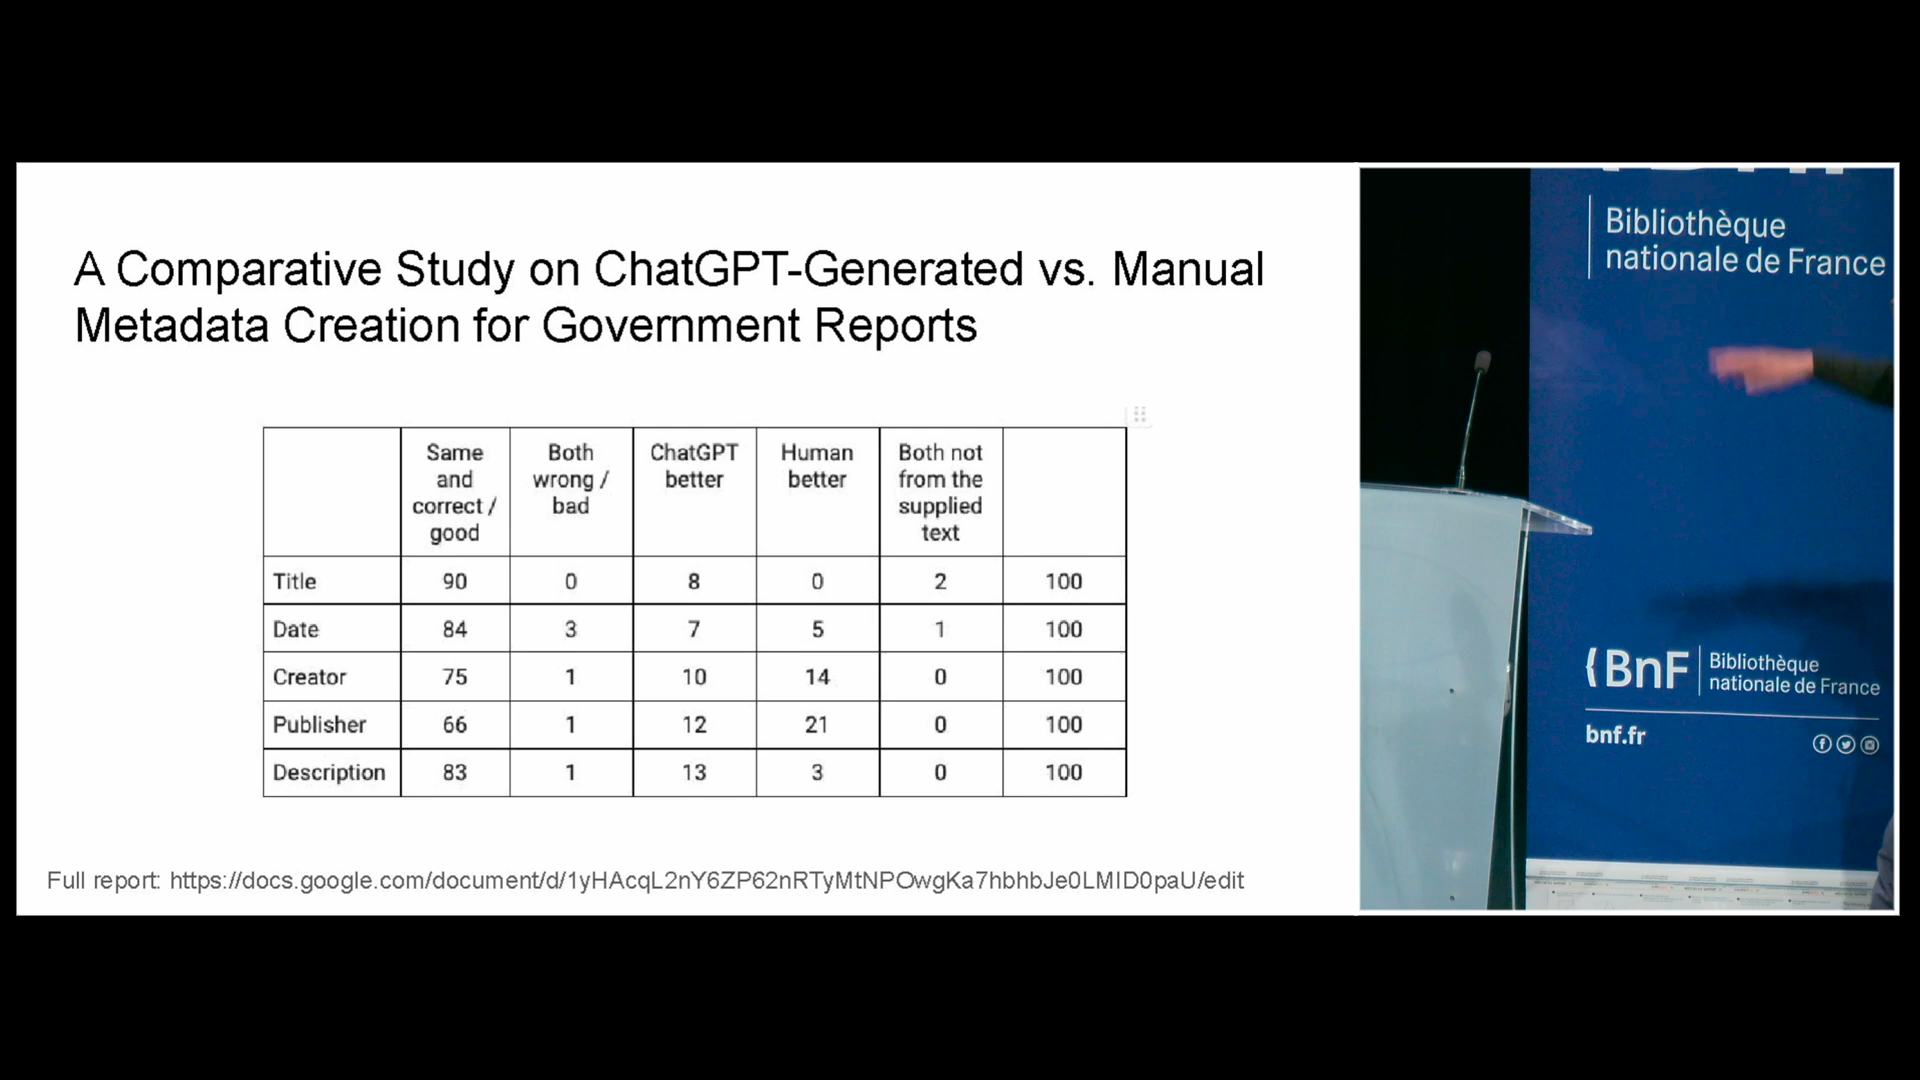 A Comparative Study on ChatGPT-Generated vs. Manual
Metadata Creation for Government Reports
Same and correct / good
Both wrong / bad
ChatGPT better
Human better
Both not from the supplied text
Title 90 0 8 0 2 100
Date 84 3 7 5 1 100
Creator 75 1 10 14 0 100
Publisher 66 1 12 21 0 100
Description 83 1 13 3 0 100
Full report: https://docs.google.com/document/d/1yHAcqL2nY6ZP62nRTyMtNPOwgKa7hbhbJe0LMID0paU/edit
Bibliothèque
nationale de France
{BnF
Bibliothèque
nationale de France
bnf.fr